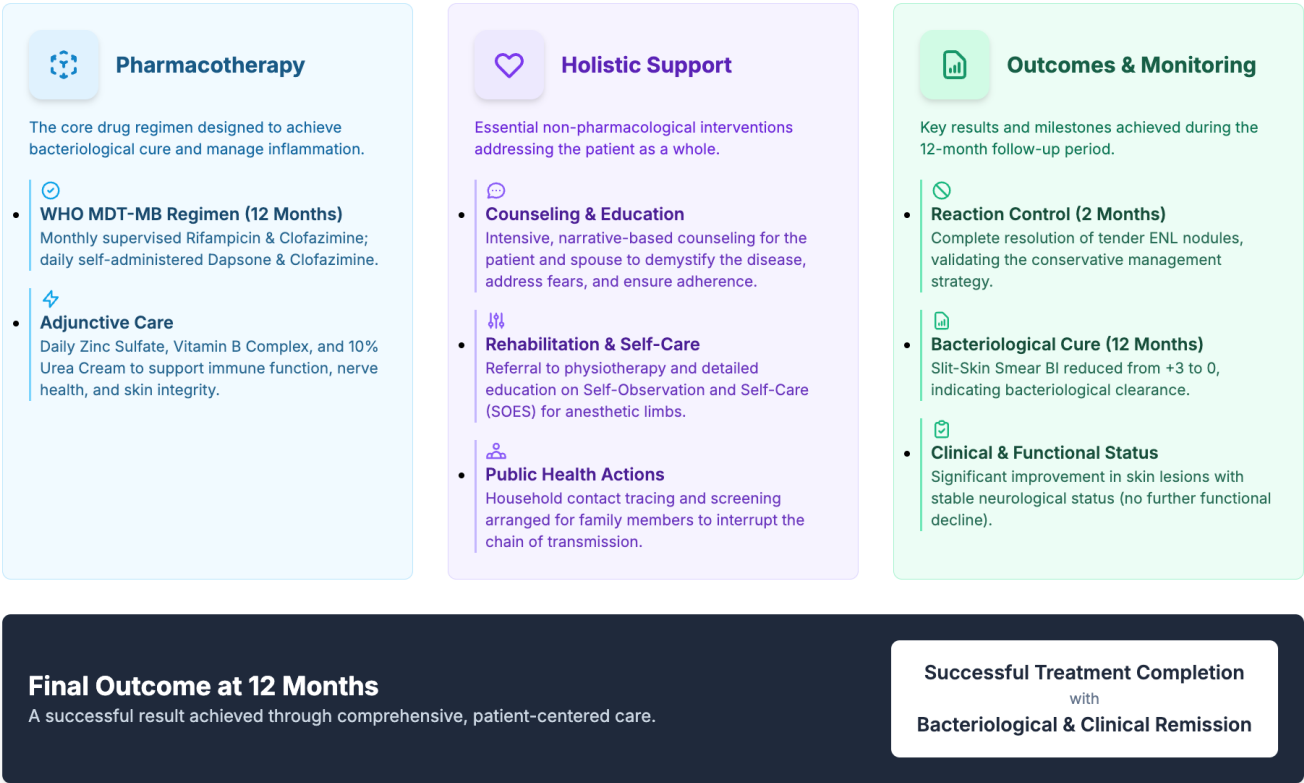 Pharmacotherapy
The core drug regimen designed to achieve
bacteriological cure and manage inflammation.
WHO MDT-MB Regimen (12 Months)
Monthly supervised Rifampicin & Clofazimine;
daily self-administered Dapsone & Clofazimine.
Adjunctive Care
Daily Zinc Sulfate, Vitamin B Complex, and 10%
Urea Cream to support immune function, nerve
health, and skin integrity.
Holistic Support
Essential non-pharmacological interventions
addressing the patient as a whole.
Counseling & Education
Intensive, narrative-based counseling for the
patient and spouse to demystify the disease,
address fears, and ensure adherence.
Rehabilitation & Self-Care
Referral to physiotherapy and detailed
education on Self-Observation and Self-Care
(SOES) for anesthetic limbs.
Public Health Actions
Household contact tracing and screening
arranged for family members to interrupt the
chain of transmission.
Outcomes & Monitoring
Key results and milestones achieved during the
12-month follow-up period.
Reaction Control (2 Months)
Complete resolution of tender ENL nodules,
validating the conservative management
strategy.
Bacteriological Cure (12 Months)
Slit-Skin Smear BI reduced from +3 to 0,
indicating bacteriological clearance.
Clinical & Functional Status
Significant improvement in skin lesions with
stable neurological status (no further functional
decline).
Final Outcome at 12 Months
A successful result achieved through comprehensive, patient-centered care.
Successful Treatment Completion
with
Bacteriological & Clinical Remission